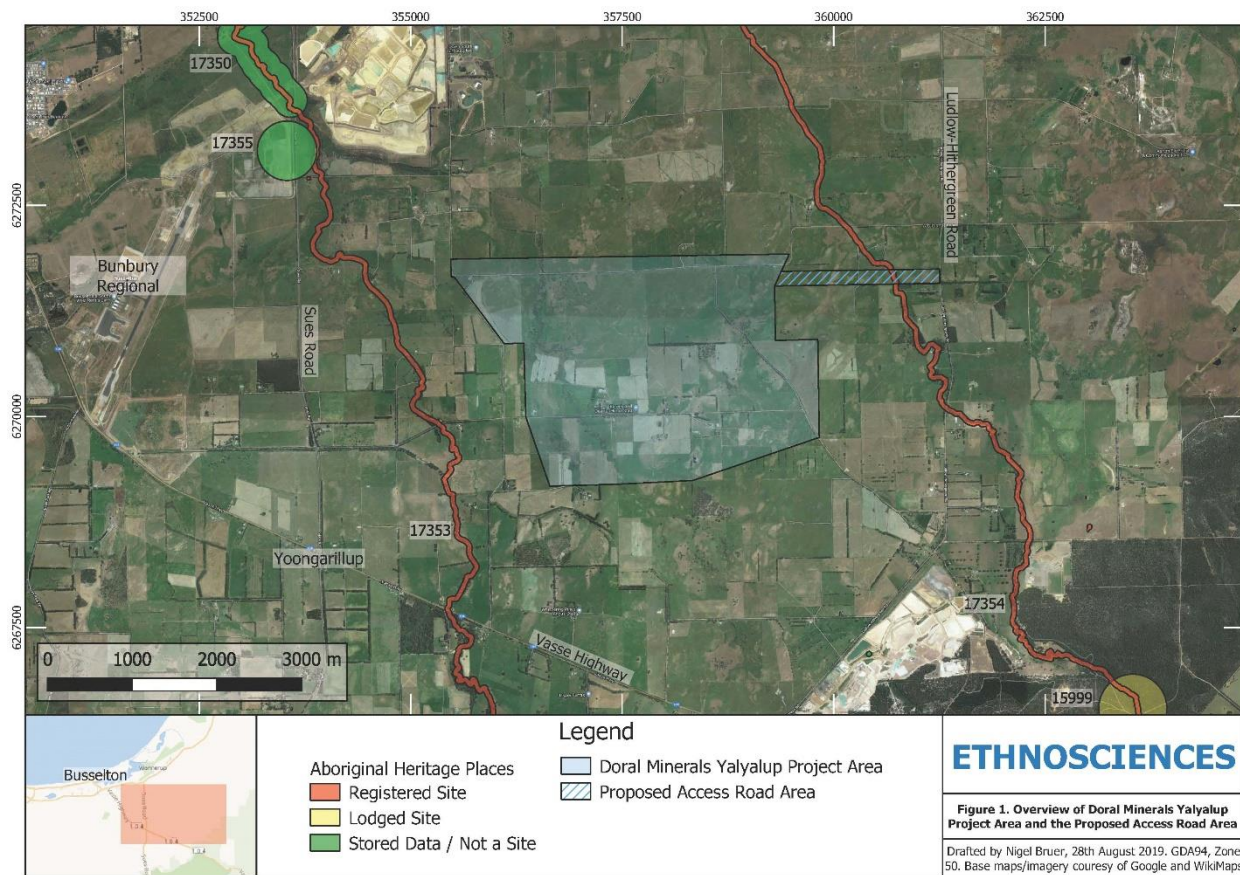 352500
355000
357500
360000
362500
6272500
6270000
6267500
17350
17355
Ludlow-Hithergreen Road
Bunbury
Regional
Sues Road
17353
Yoongarillup
17354
Vasse Highway
15999
0 1000 2000 3000 m
Busselton
Wonnerup
Legend
Aboriginal Heritage Places
Registered Site
Lodged Site
Stored Data / Not a Site
Doral Minerals Yalyalup Project Area
Proposed Access Road Area
ETHNOSCIENCES
Figure 1. Overview of Doral Minerals Yalyalup
Project Area and the Proposed Access Road Area
Drafted by Nigel Bruer, 28th August 2019. GDA94, Zone
50. Base maps/imagery coursesy of Google and WikiMaps